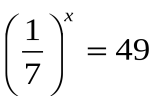 (1/7)^x = 49